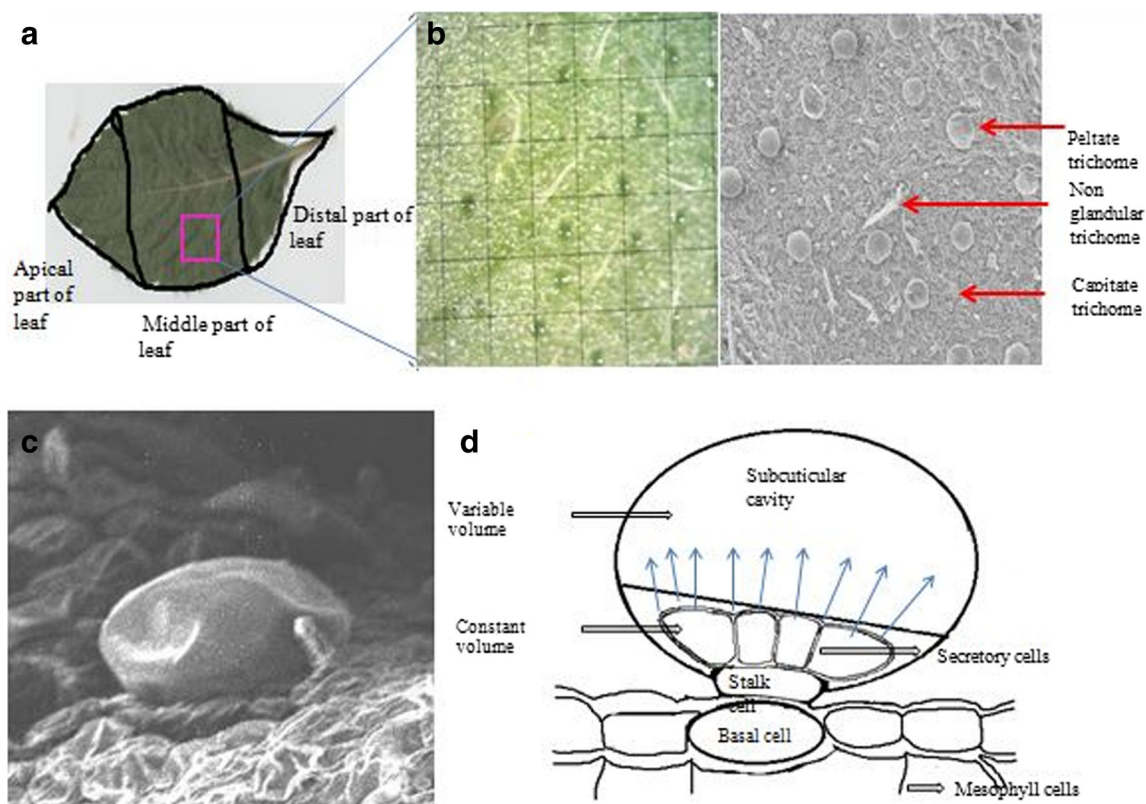 a
b
Distal part of
leaf
Apical
part of
leaf
Middle part of
leaf
Peltate
trichome
Non
glandular
trichome
Capitate
trichome
c
d
Subcuticular
cavity
Variable
volume
Constant
volume
Secretory cells
Stalk
cell
Basal cell
Mesophyll cells